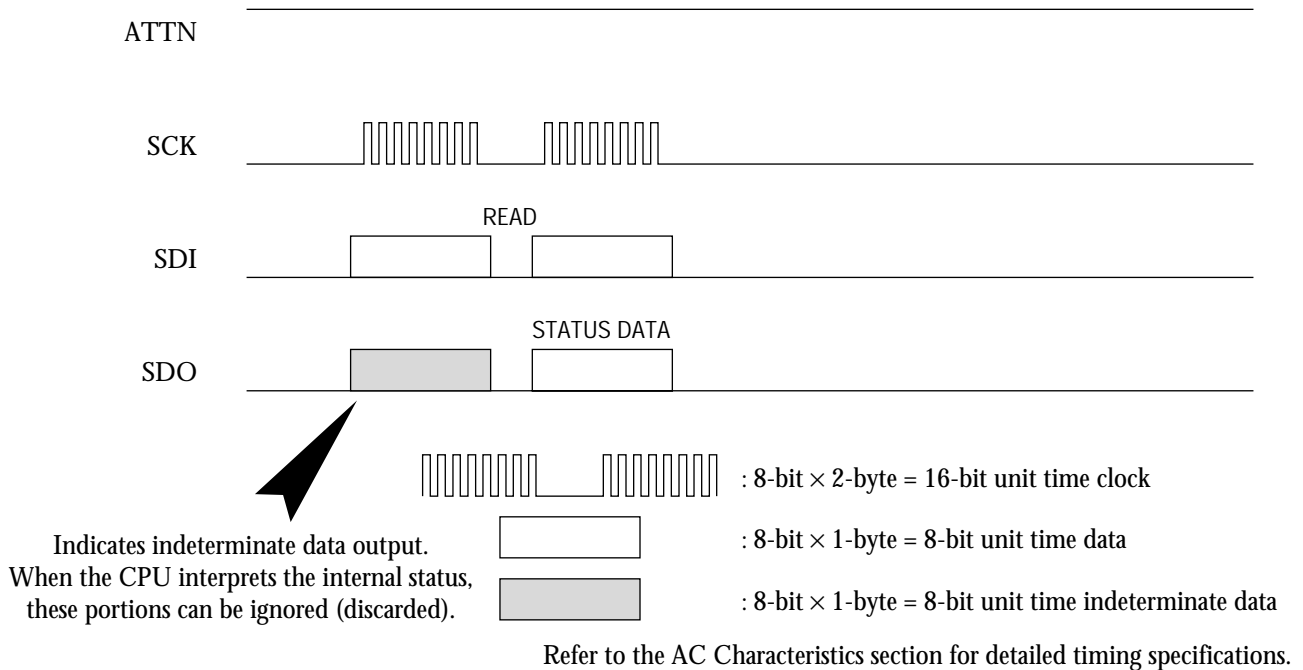 ATTN
SCK
READ
SDI
STATUS DATA
SDO
: 8-bit × 2-byte = 16-bit unit time clock
Indicates indeterminate data output.
When the CPU interprets the internal status,
these portions can be ignored (discarded).
: 8-bit × 1-byte = 8-bit unit time data
: 8-bit × 1-byte = 8-bit unit time indeterminate data
Refer to the AC Characteristics section for detailed timing specifications.